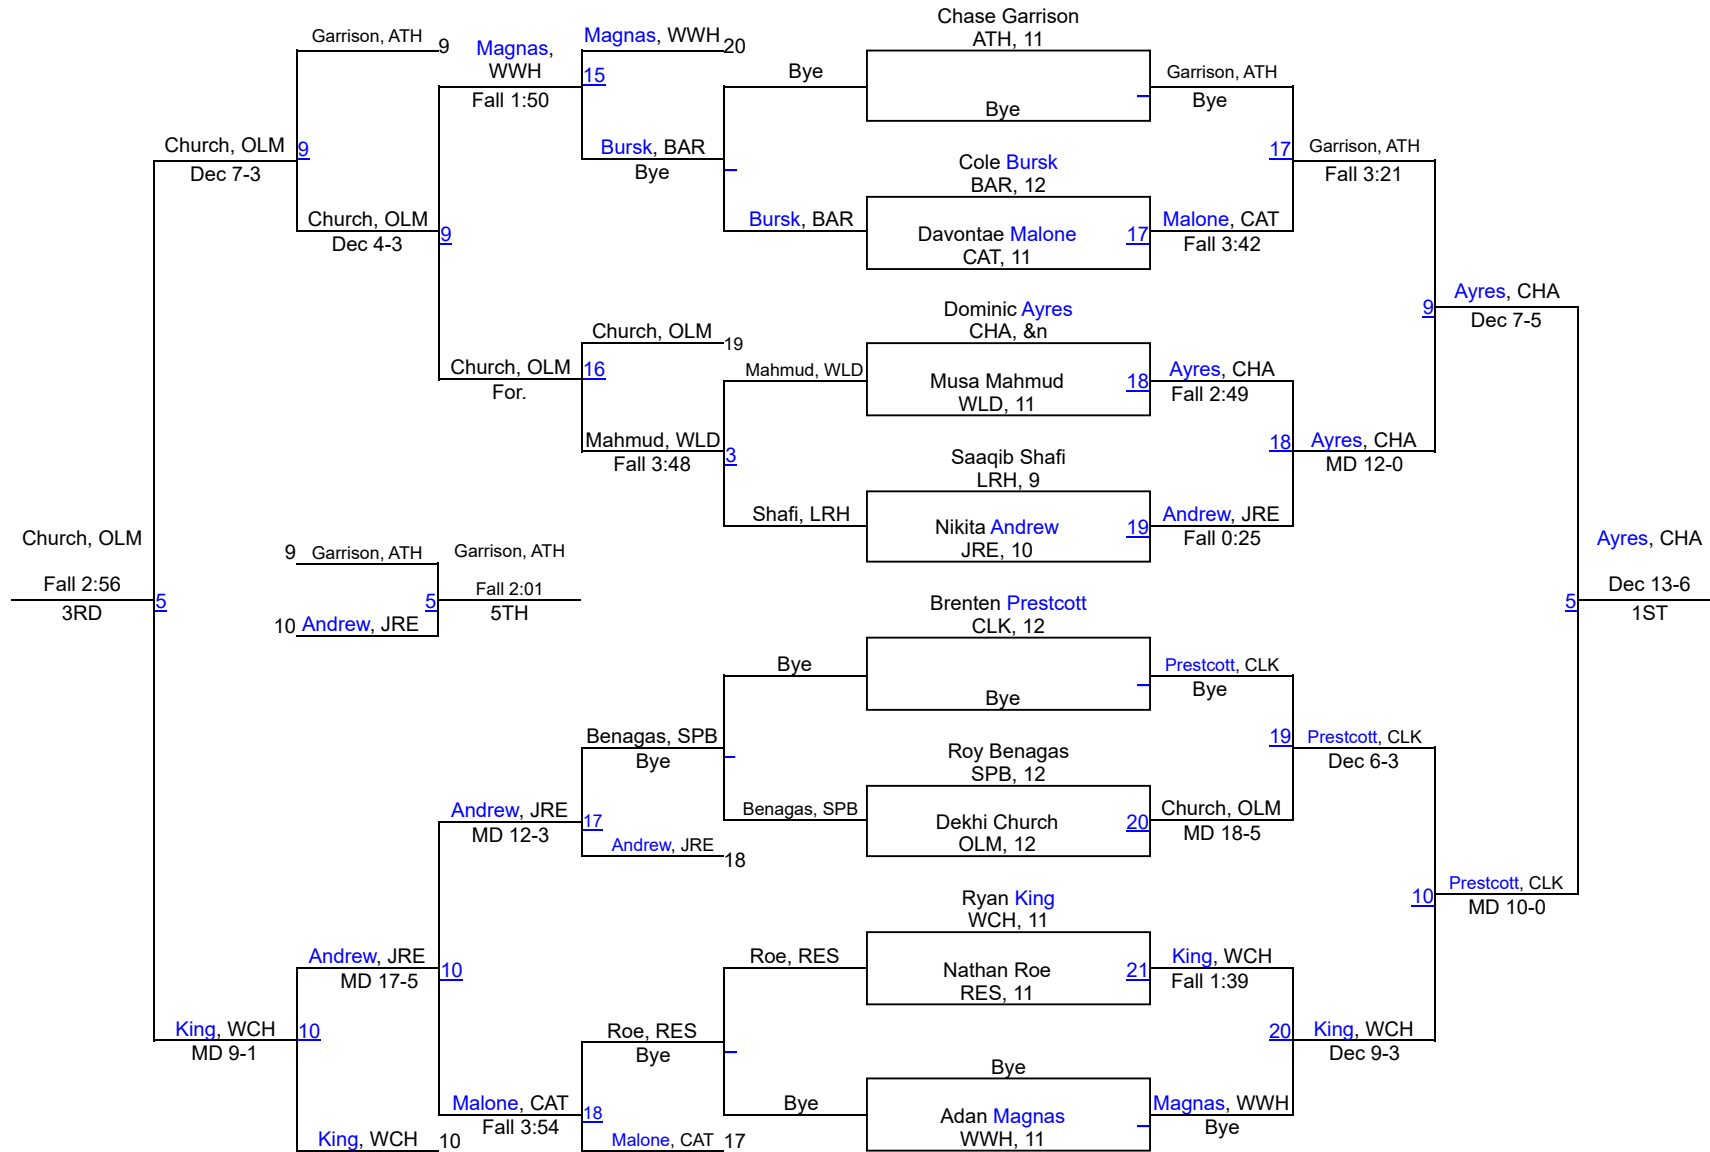 Chase Garrison
ATH, 11
Bye
Cole Bursk
BAR, 12
Davontae Malone
CAT, 11
17
Dominic Ayres
CHA, &n
Musa Mahmud
WLD, 11
18
Saaqib Shafi
LRH, 9
Nikita Andrew
JRE, 10
19
Brenten Prestcott
CLK, 12
Bye
Roy Benagas
SPB, 12
Dekhi Church
OLM, 12
20
Ryan King
WCH, 11
Nathan Roe
RES, 11
21
Bye
Adan Magnas
WWH, 11
Garrison, ATH
Bye
Malone, CAT
Fall 3:42
17
Ayres, CHA
Fall 2:49
Andrew, JRE
Fall 0:25
18
Prestcott, CLK
Bye
Church, OLM
MD 18-5
19
King, WCH
Fall 1:39
Magnas, WWH
Bye
20
Garrison, ATH
Fall 3:21
Ayres, CHA
MD 12-0
9
Prestcott, CLK
Dec 6-3
King, WCH
Dec 9-3
10
Ayres, CHA
Dec 7-5
Prestcott, CLK
MD 10-0
5
Ayres, CHA
Dec 13-6
1ST
Bye
Bursk, BAR
Mahmud, WLD
Shafi, LRH
3
Bye
Benagas, SPB
Roe, RES
Bye
Magnas, WWH
20
15
Bursk, BAR
Bye
Church, OLM
19
16
Mahmud, WLD
Fall 3:48
Benagas, SPB
Bye
17
Andrew, JRE
18
Roe, RES
Bye
18
Malone, CAT
17
Magnas,
WWH
Fall 1:50
9
Church, OLM
For.
Andrew, JRE
MD 12-3
10
Malone, CAT
Fall 3:54
Garrison, ATH
9
9
Church, OLM
Dec 4-3
Andrew, JRE
MD 17-5
10
King, WCH
10
Church, OLM
Dec 7-3
King, WCH
MD 9-1
5
Church, OLM
Fall 2:56
3RD
9
Garrison, ATH
10
Andrew, JRE
5
Garrison, ATH
Fall 2:01
5TH